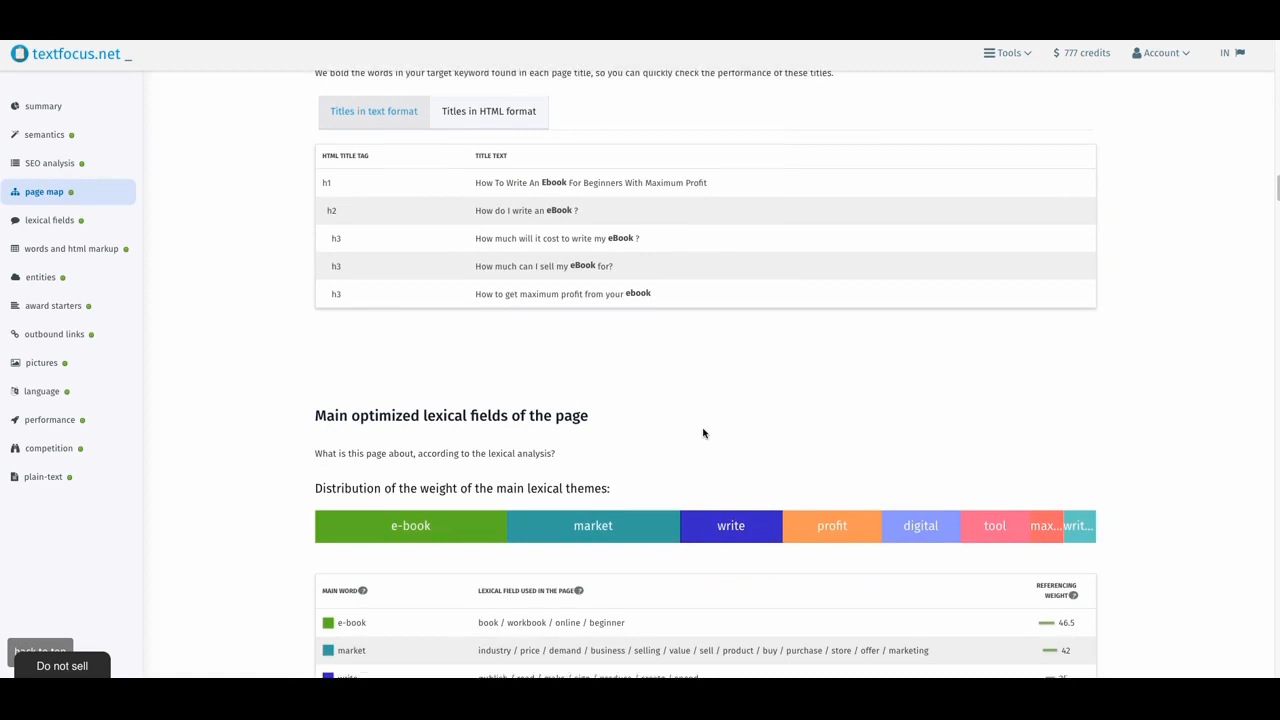 textfocus.net _
Tools
$ 777 credits
Account
IN
summary
semantics
SEO analysis
page map
lexical fields
words and html markup
entities
award starters
outbound links
pictures
language
performance
competition
plain-text
back to top
Do not sell
We bold the words in your target keyword found in each page title, so you can quickly check the performance of these titles.
Titles in text format Titles in HTML format
HTML TITLE TAG TITLE TEXT
h1 How To Write An Ebook For Beginners With Maximum Profit
h2 How do I write an eBook ?
h3 How much will it cost to write my eBook ?
h3 How much can I sell my eBook for?
h3 How to get maximum profit from your ebook
Main optimized lexical fields of the page
What is this page about, according to the lexical analysis?
Distribution of the weight of the main lexical themes:
e-book market write profit digital tool max... writ...
MAIN WORD ? LEXICAL FIELD USED IN THE PAGE ? REFERENCING WEIGHT ?
e-book book / workbook / online / beginner 46.5
market industry / price / demand / business / selling / value / sell / product / buy / purchase / store / offer / marketing 42